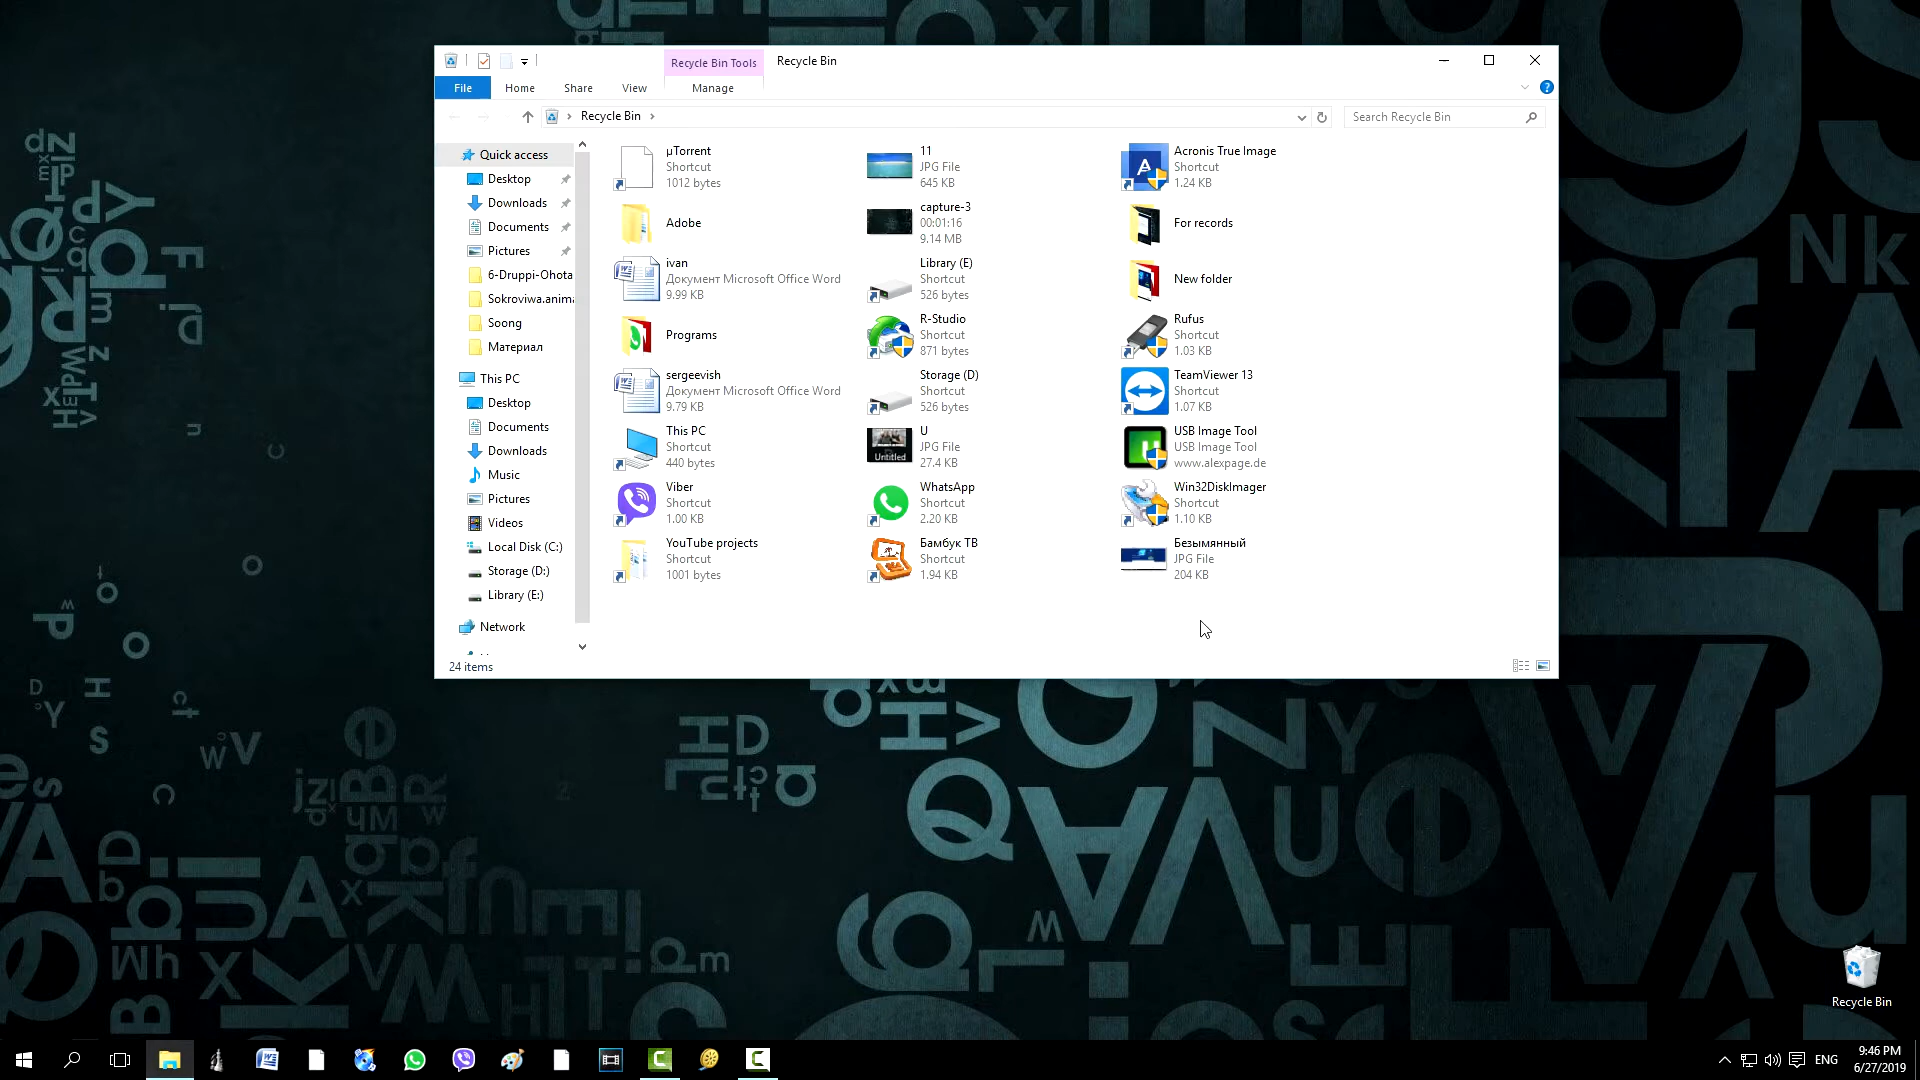 Recycle Bin Tools
Recycle Bin
File
Home
Share
View
Manage
Recycle Bin
Search Recycle Bin
Quick access
Desktop
Downloads
Documents
Pictures
6-Druppi-Ohota
Sokroviwa.anima
Soong
Материал
This PC
Desktop
Documents
Downloads
Music
Pictures
Videos
Local Disk (C:)
Storage (D:)
Library (E:)
Network
µTorrent
Shortcut
1012 bytes
11
JPG File
645 KB
Acronis True Image
Shortcut
1.24 KB
Adobe
capture-3
00:01:16
9.14 MB
For records
ivan
Документ Microsoft Office Word
9.99 KB
Library (E)
Shortcut
526 bytes
New folder
Programs
R-Studio
Shortcut
871 bytes
Rufus
Shortcut
1.03 KB
sergeevish
Документ Microsoft Office Word
9.79 KB
Storage (D)
Shortcut
526 bytes
TeamViewer 13
Shortcut
1.07 KB
This PC
Shortcut
440 bytes
Untitled
U
JPG File
27.4 KB
USB Image Tool
USB Image Tool
www.alexpage.de
Viber
Shortcut
1.00 KB
WhatsApp
Shortcut
2.20 KB
Win32DiskImager
Shortcut
1.10 KB
YouTube projects
Shortcut
1001 bytes
Бамбук ТВ
Shortcut
1.94 KB
Безымянный
JPG File
204 KB
24 items
Recycle Bin
ENG
9:46 PM
6/27/2019